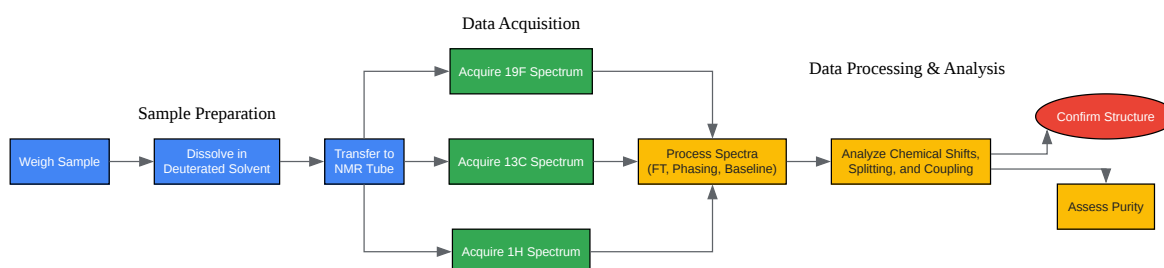 Data Acquisition
Acquire 19F Spectrum
Data Processing & Analysis
Sample Preparation
Confirm Structure
Weigh Sample
Dissolve in
Deuterated Solvent
Transfer to
NMR Tube
Acquire 13C Spectrum
Process Spectra
(FT, Phasing, Baseline)
Analyze Chemical Shifts,
Splitting, and Coupling
Assess Purity
Acquire 1H Spectrum